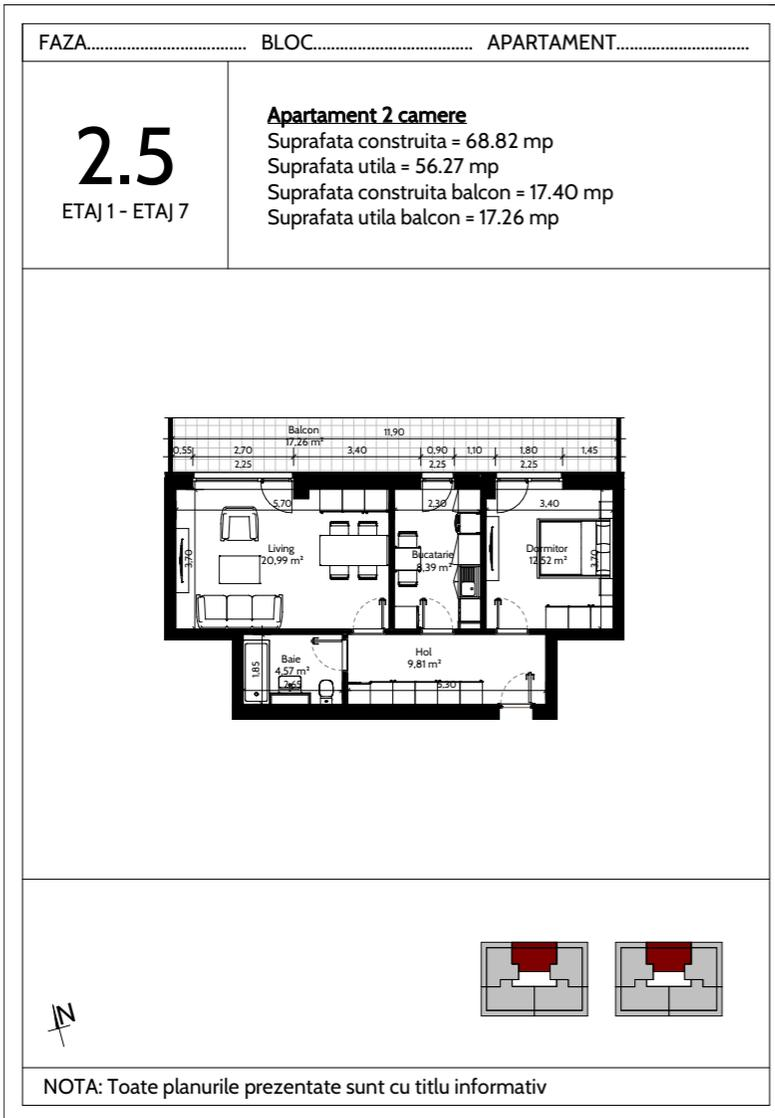 FAZA................................... BLOC................................... APARTAMENT.............................
2.5
ETAJ 1 - ETAJ 7
Apartament 2 camere
Suprafata construita = 68.82 mp
Suprafata utila = 56.27 mp
Suprafata construita balcon = 17.40 mp
Suprafata utila balcon = 17.26 mp
Balcon
17,26 m²
11,90
0,55 2,70 3,40 0,90 1,10 1,80 1,45
2,25 2,25 2,25
5,70 2,30 3,40
Living
20,99 m²
3,70
Bucatarie
8,39 m²
Dormitor
12,52 m²
3,70
Baie
4,57 m²
1,85
2,65
Hol
9,81 m²
5,30
N
NOTA: Toate planurile prezentate sunt cu titlu informativ